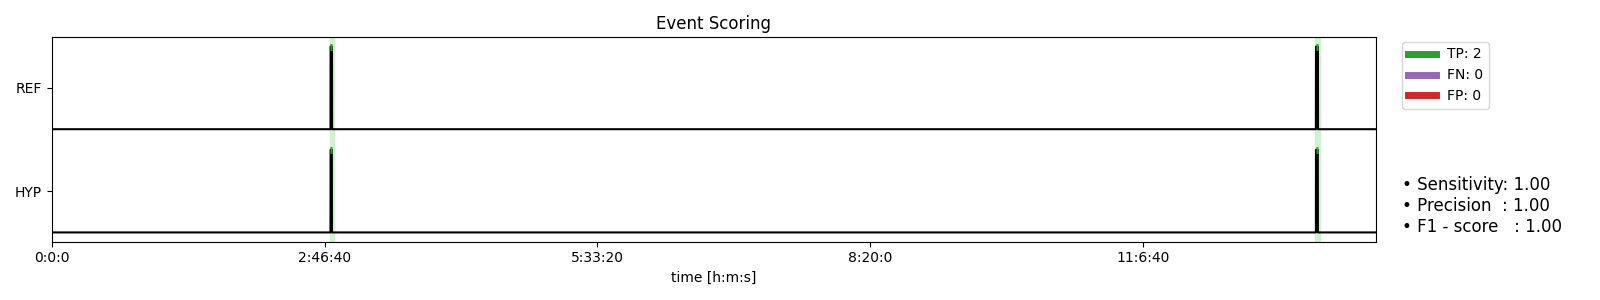 Event Scoring
REF
HYP
0:0:0 2:46:40 5:33:20 8:20:0 11:6:40
time [h:m:s]
TP: 2
FN: 0
FP: 0
• Sensitivity: 1.00
• Precision : 1.00
• F1 - score : 1.00